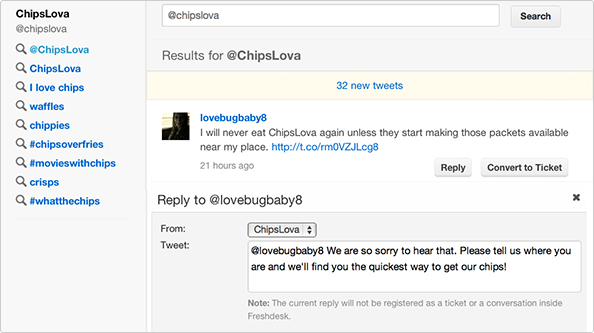 ChipsLova
@chipslova
@ChipsLova
ChipsLova
I love chips
waffles
chippies
#chipsoverfries
#movieswithchips
crisps
#whatthechips
@chipslova
Search
Results for @ChipsLova
32 new tweets
lovebugbaby8
I will never eat ChipsLova again unless they start making those packets available
near my place. http://t.co/rm0VZJLcg8
21 hours ago
Reply
Convert to Ticket
Reply to @lovebugbaby8
From:
ChipsLova
Tweet:
@lovebugbaby8 We are so sorry to hear that. Please tell us where you
are and we'll find you the quickest way to get our chips!
Note: The current reply will not be registered as a ticket or a conversation inside
Freshdesk.